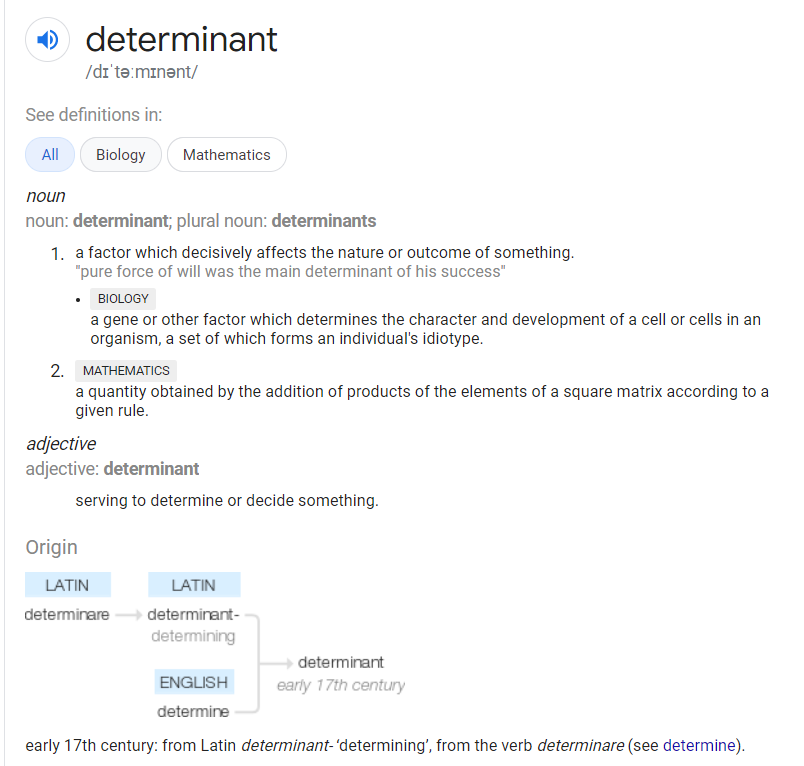 determinant
/dɪˈtəːmɪnənt/
See definitions in:
All Biology Mathematics
noun
noun: determinant; plural noun: determinants
1. a factor which decisively affects the nature or outcome of something.
"pure force of will was the main determinant of his success"
• BIOLOGY
a gene or other factor which determines the character and development of a cell or cells in an
organism, a set of which forms an individual's idiotype.
2. MATHEMATICS
a quantity obtained by the addition of products of the elements of a square matrix according to a
given rule.
adjective
adjective: determinant
serving to determine or decide something.
Origin
LATIN LATIN
determinare determinant-
determining
determinant
ENGLISH early 17th century
determine
early 17th century: from Latin determinant- ‘determining’, from the verb determinare (see determine).